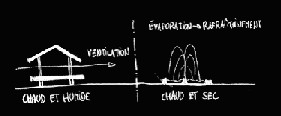 ÉVAPORATION → RAFRAÎCHISSEMENT
VENTILATION
CHAUD ET HUMIDE
CHAUD ET SEC